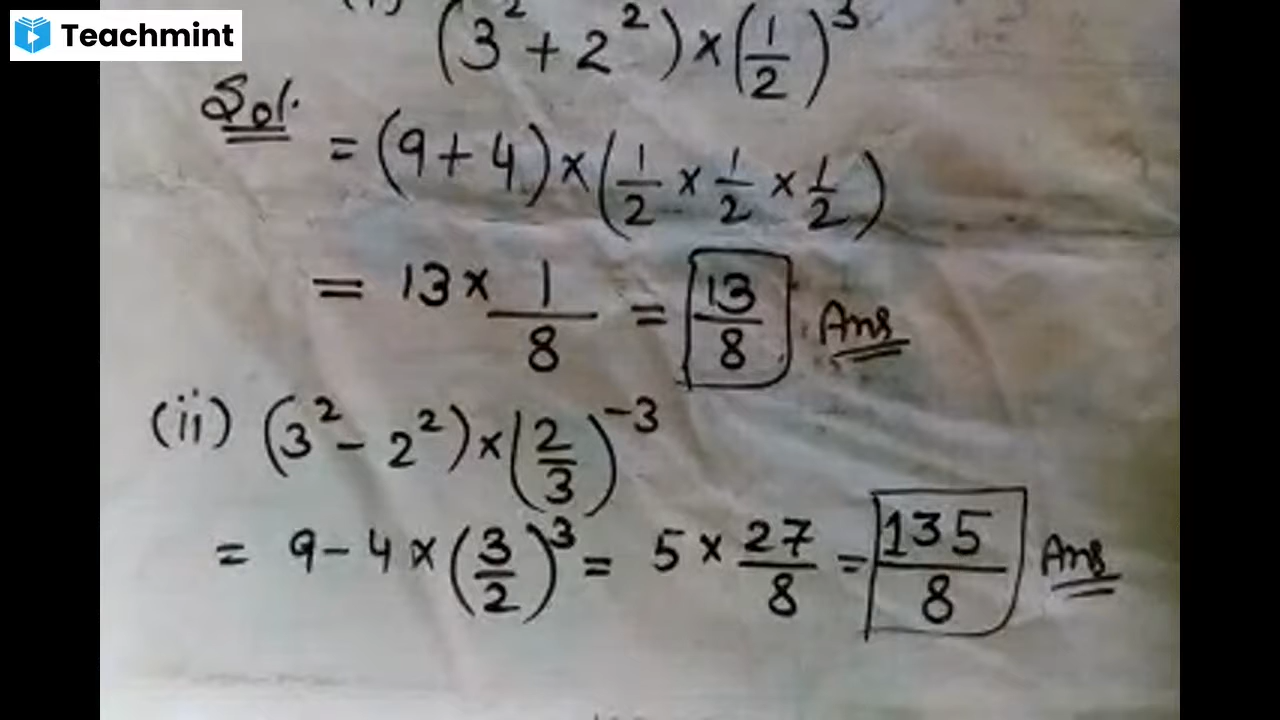 Teachmint
(3² + 2²) × (1/2)³
Sol.
= (9 + 4) × (1/2 × 1/2 × 1/2)
= 13 × 1/8 = 13/8 Ans
(ii) (3² - 2²) × (2/3)⁻³
= 9 - 4 × (3/2)³ = 5 × 27/8 = 135/8 Ans